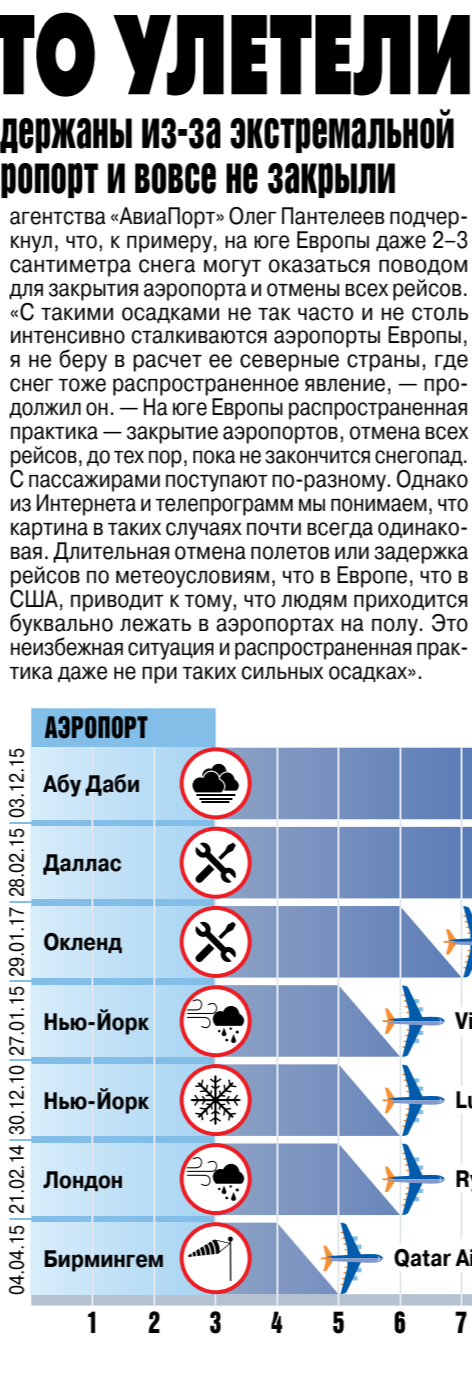 ТО УЛЕТЕЛИ
держаны из-за экстремальной
ропорт и вовсе не закрыли
агентства «АвиаПорт» Олег Пантелеев подчер-
кнул, что, к примеру, на юге Европы даже 2–3
сантиметра снега могут оказаться поводом
для закрытия аэропорта и отмены всех рейсов.
«С такими осадками не так часто и не столь
интенсивно сталкиваются аэропорты Европы,
я не беру в расчет ее северные страны, где
снег тоже распространенное явление, — про-
должил он. — На юге Европы распространенная
практика — закрытие аэропортов, отмена всех
рейсов, до тех пор, пока не закончится снегопад.
С пассажирами поступают по-разному. Однако
из Интернета и телепрограмм мы понимаем, что
картина в таких случаях почти всегда одинако-
вая. Длительная отмена полетов или задержка
рейсов по метеоусловиям, что в Европе, что в
США, приводит к тому, что людям приходится
буквально лежать в аэропортах на полу. Это
неизбежная ситуация и распространенная прак-
тика даже не при таких сильных осадках».
АЭРОПОРТ
03.12.15 Абу Даби
28.02.15 Даллас
29.01.17 Окленд
27.01.15 Нью-Йорк Vi
30.12.10 Нью-Йорк Lu
21.02.14 Лондон Ry
04.04.15 Бирмингем Qatar Ai
1 2 3 4 5 6 7